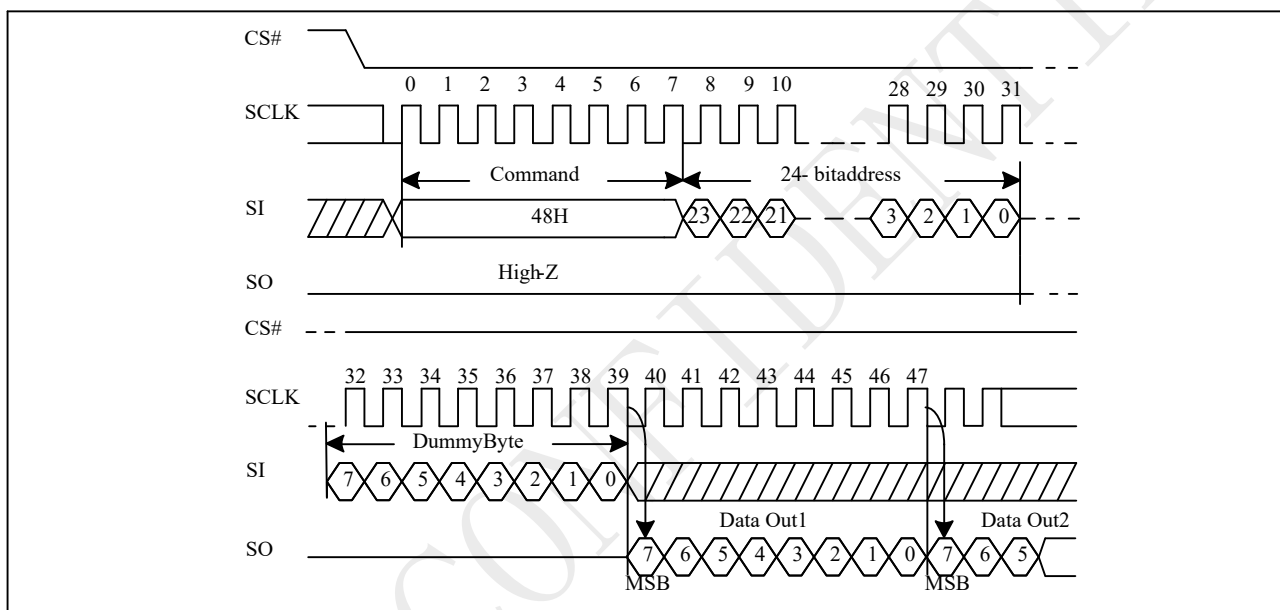 CS#
0 1 2 3 4 5 6 7 8 9 10 28 29 30 31
SCLK
Command 24- bitaddress
SI 48H 23 22 21 3 2 1 0
High-Z
SO
CS#
32 33 34 35 36 37 38 39 40 41 42 43 44 45 46 47
SCLK
DummyByte
SI 7 6 5 4 3 2 1 0
Data Out1 Data Out2
SO 7 6 5 4 3 2 1 0 7 6 5
MSB MSB